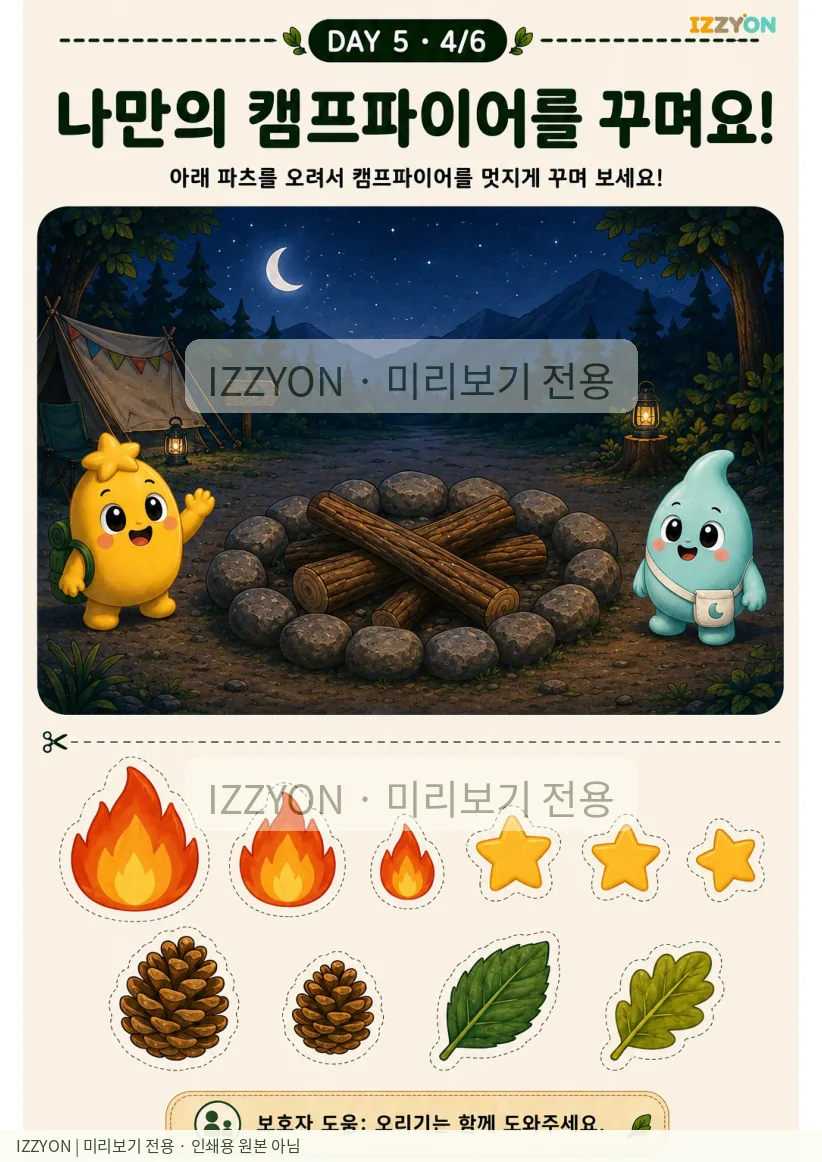 DAY 5 · 4/6
IZZYON
나만의 캠프파이어를 꾸며요!
아래 파츠를 오려서 캠프파이어를 멋지게 꾸며 보세요!
IZZYON · 미리보기 전용
IZZYON · 미리보기 전용
보호자 도움: 오리기는 함께 도와주세요.
IZZYON | 미리보기 전용 · 인쇄용 원본 아님